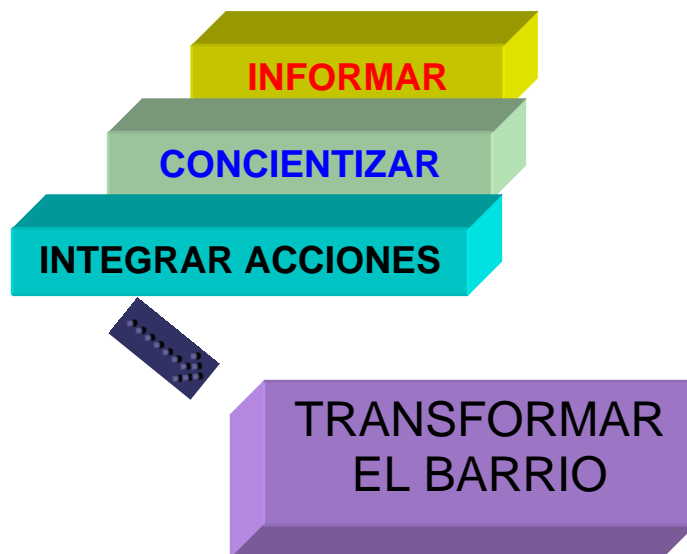 INFORMAR
CONCIENTIZAR
INTEGRAR ACCIONES
TRANSFORMAR
EL BARRIO